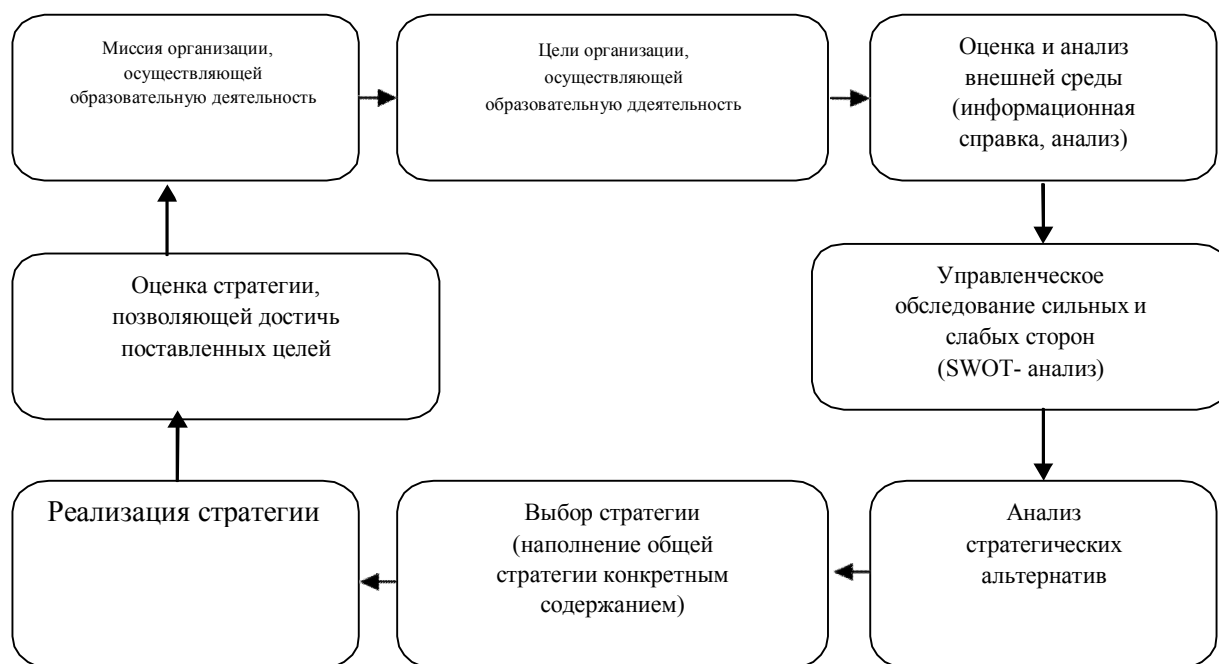 Миссия организации,
осуществляющей
образовательную деятельность
Цели организации,
осуществляющей
образовательную ддеятельность
Оценка и анализ
внешней среды
(информационная
справка, анализ)
Управленческое
обследование сильных и
слабых сторон
(SWOT- анализ)
Анализ
стратегических
альтернатив
Выбор стратегии
(наполнение общей
стратегии конкретным
содержанием)
Реализация стратегии
Оценка стратегии,
позволяющей достичь
поставленных целей